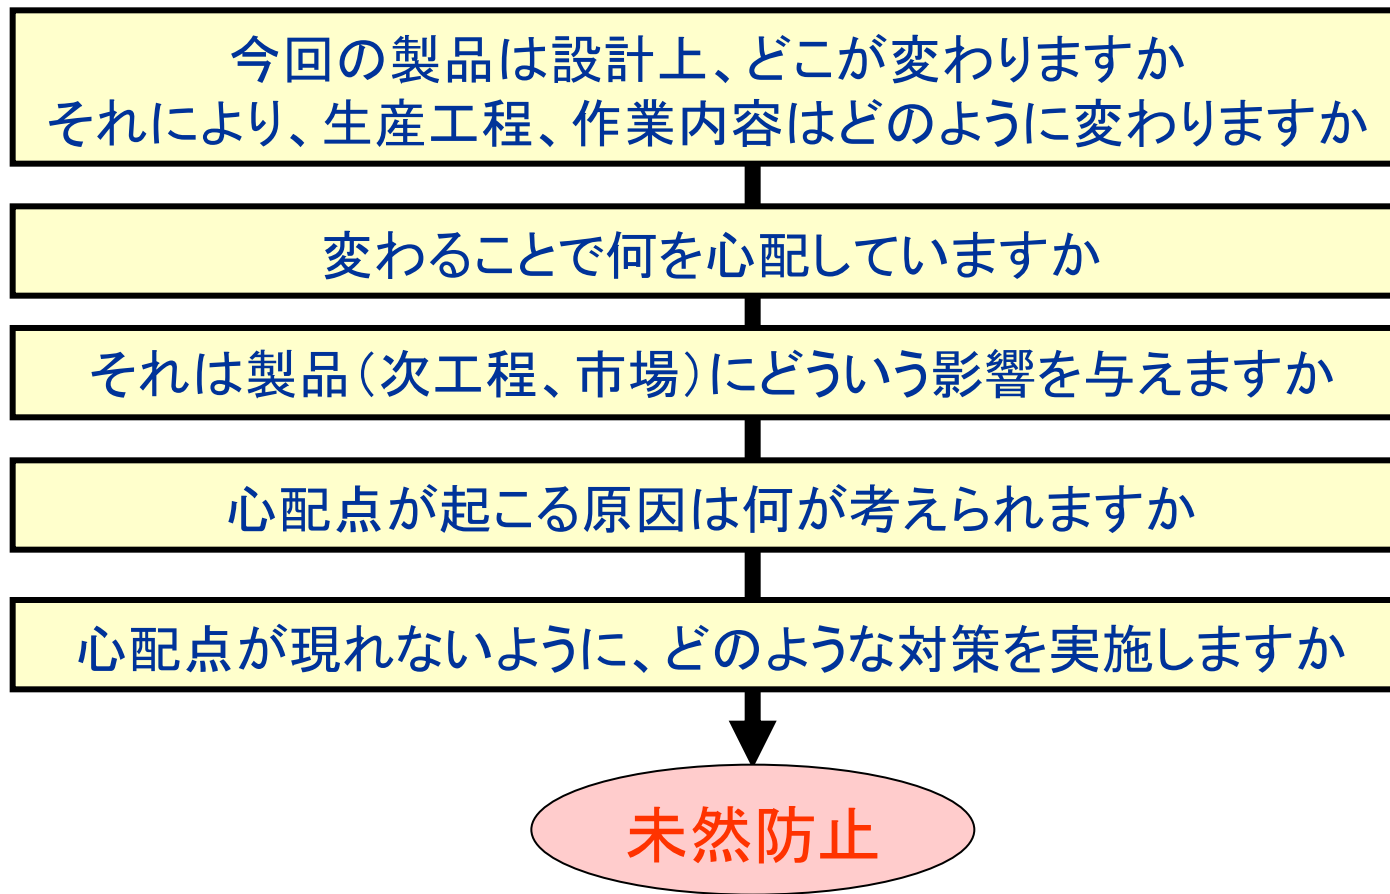 今回の製品は設計上、どこが変わりますか
それにより、生産工程、作業内容はどのように変わりますか
変わることで何を心配していますか
それは製品(次工程、市場)にどういう影響を与えますか
心配点が起こる原因は何が考えられますか
心配点が現れないように、どのような対策を実施しますか
未然防止